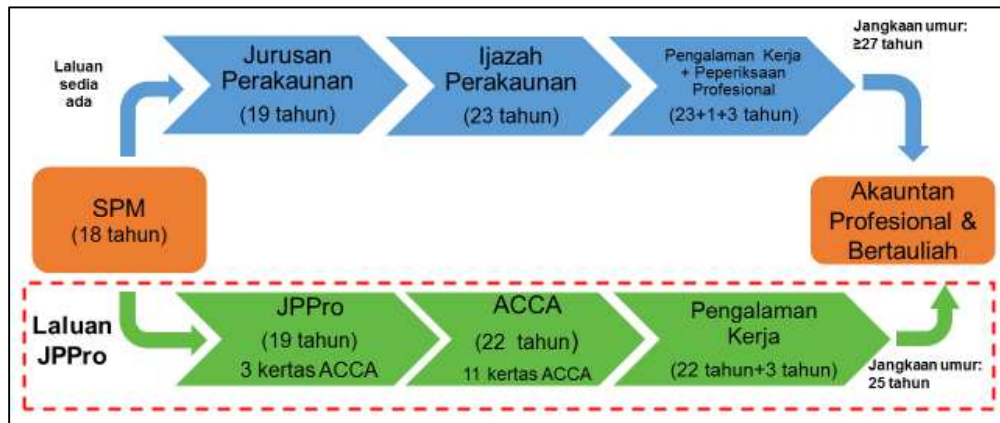 Laluan
sedia
ada
Jurusan
Perakaunan
(19 tahun)
Ijazah
Perakaunan
(23 tahun)
Pengalaman Kerja
+ Peperiksaan
Profesional
(23+1+3 tahun)
Jangkaan umur:
≥27 tahun
SPM
(18 tahun)
Akauntan
Profesional &
Bertauliah
Laluan
JPPro
JPPro
(19 tahun)
3 kertas ACCA
ACCA
(22 tahun)
11 kertas ACCA
Pengalaman
Kerja
(22 tahun+3 tahun)
Jangkaan umur:
25 tahun